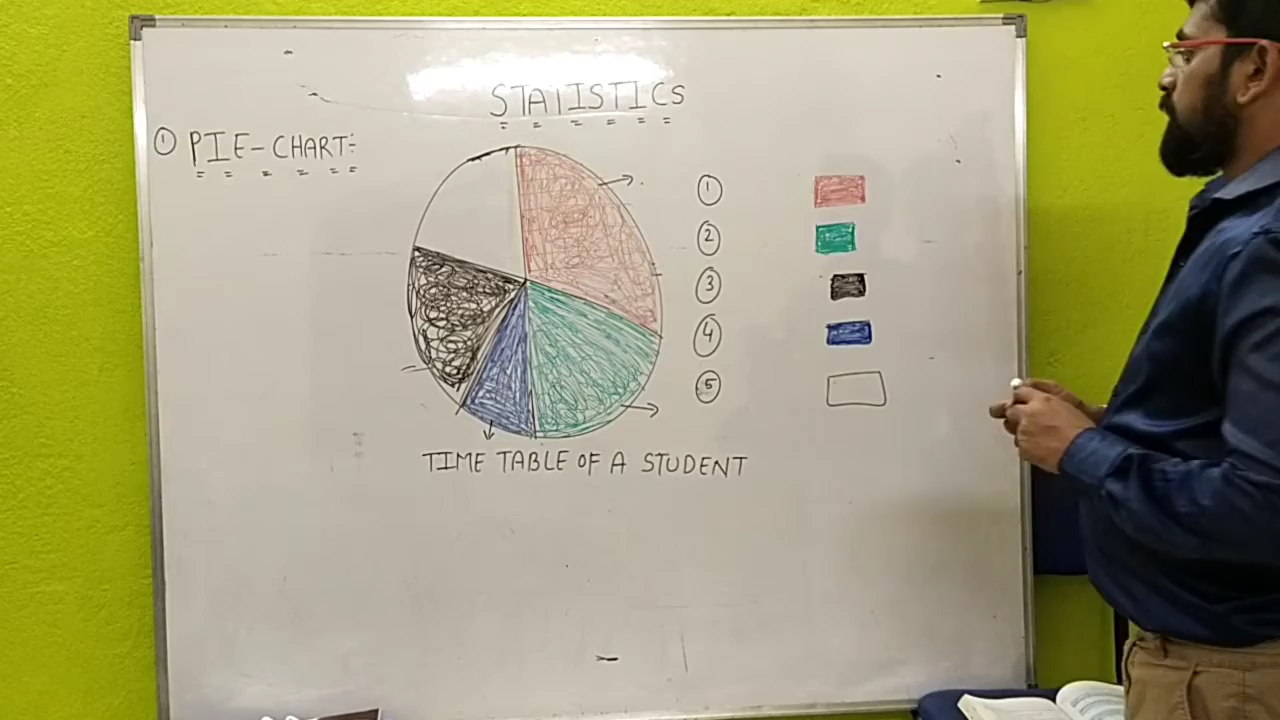 STATISTICS
① PIE-CHART:
①
②
③
④
⑤
TIME TABLE OF A STUDENT